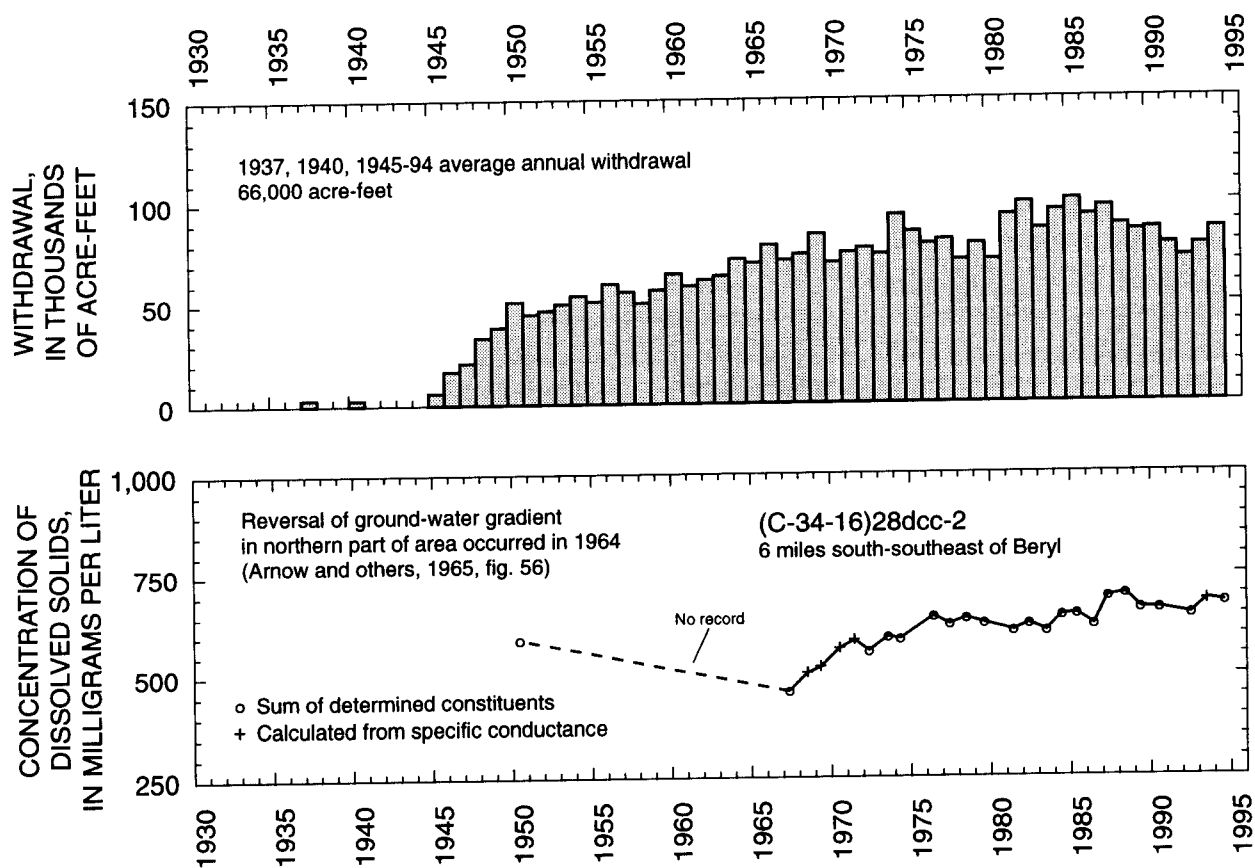 1930 1935 1940 1945 1950 1955 1960 1965 1970 1975 1980 1985 1990 1995
WITHDRAWAL,
IN THOUSANDS
OF ACRE-FEET
150
100
50
0
1937, 1940, 1945-94 average annual withdrawal
66,000 acre-feet
CONCENTRATION OF
DISSOLVED SOLIDS,
IN MILLIGRAMS PER LITER
1,000
750
500
250
Reversal of ground-water gradient
in northern part of area occurred in 1964
(Arnow and others, 1965, fig. 56)
(C-34-16)28dcc-2
6 miles south-southeast of Beryl
No record
Sum of determined constituents
+ Calculated from specific conductance
1930 1935 1940 1945 1950 1955 1960 1965 1970 1975 1980 1985 1990 1995